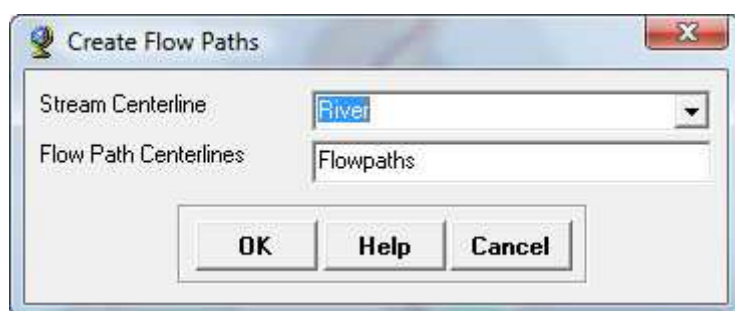 Create Flow Paths
Stream Centerline River
Flow Path Centerlines Flowpaths
OK Help Cancel